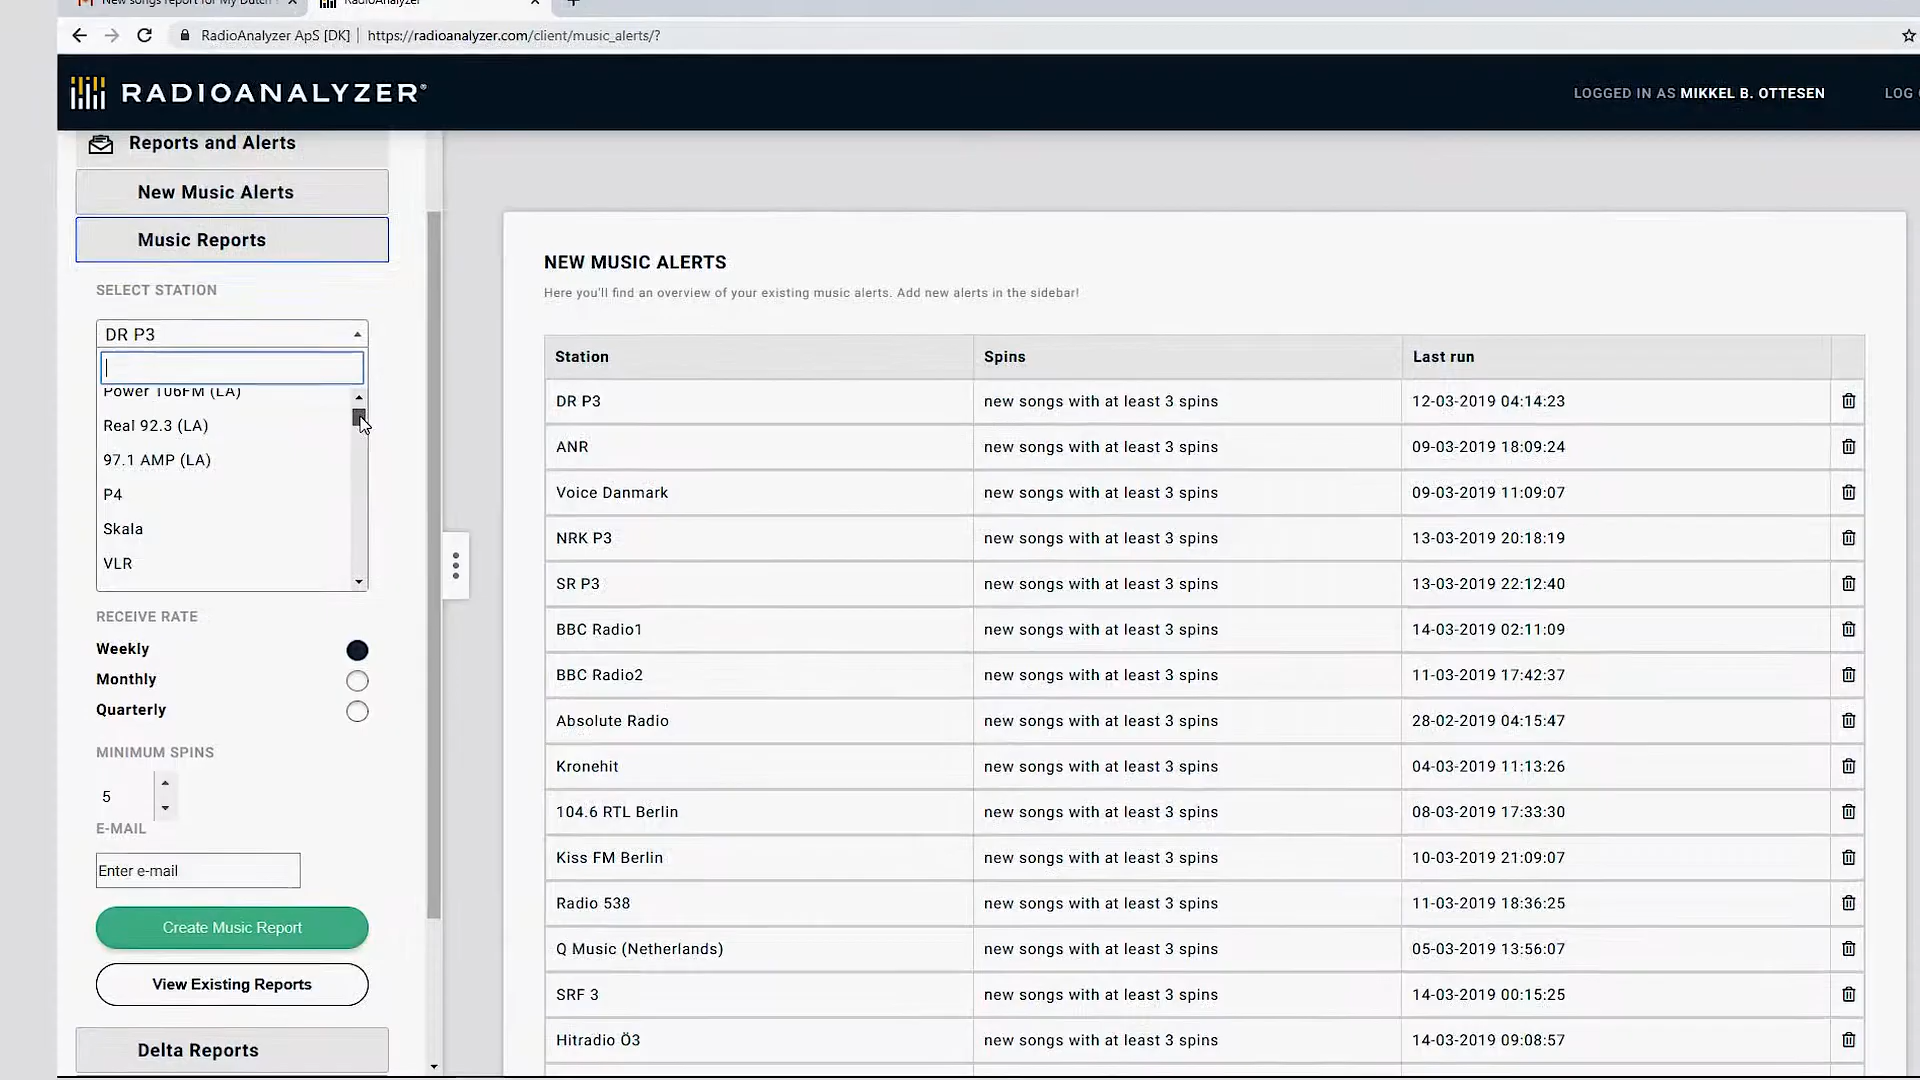 New songs report for My Dutch
RadioAnalyzer
RadioAnalyzer ApS [DK] | https://radioanalyzer.com/client/music_alerts/?
RADIOANALYZER®
LOGGED IN AS MIKKEL B. OTTESEN
LOG
Reports and Alerts
New Music Alerts
Music Reports
SELECT STATION
DR P3
Power 106FM (LA)
Real 92.3 (LA)
97.1 AMP (LA)
P4
Skala
VLR
RECEIVE RATE
Weekly
Monthly
Quarterly
MINIMUM SPINS
5
E-MAIL
Enter e-mail
Create Music Report
View Existing Reports
Delta Reports
NEW MUSIC ALERTS
Here you'll find an overview of your existing music alerts. Add new alerts in the sidebar!
Station Spins Last run
DR P3 new songs with at least 3 spins 12-03-2019 04:14:23
ANR new songs with at least 3 spins 09-03-2019 18:09:24
Voice Danmark new songs with at least 3 spins 09-03-2019 11:09:07
NRK P3 new songs with at least 3 spins 13-03-2019 20:18:19
SR P3 new songs with at least 3 spins 13-03-2019 22:12:40
BBC Radio1 new songs with at least 3 spins 14-03-2019 02:11:09
BBC Radio2 new songs with at least 3 spins 11-03-2019 17:42:37
Absolute Radio new songs with at least 3 spins 28-02-2019 04:15:47
Kronehit new songs with at least 3 spins 04-03-2019 11:13:26
104.6 RTL Berlin new songs with at least 3 spins 08-03-2019 17:33:30
Kiss FM Berlin new songs with at least 3 spins 10-03-2019 21:09:07
Radio 538 new songs with at least 3 spins 11-03-2019 18:36:25
Q Music (Netherlands) new songs with at least 3 spins 05-03-2019 13:56:07
SRF 3 new songs with at least 3 spins 14-03-2019 00:15:25
Hitradio Ö3 new songs with at least 3 spins 14-03-2019 09:08:57